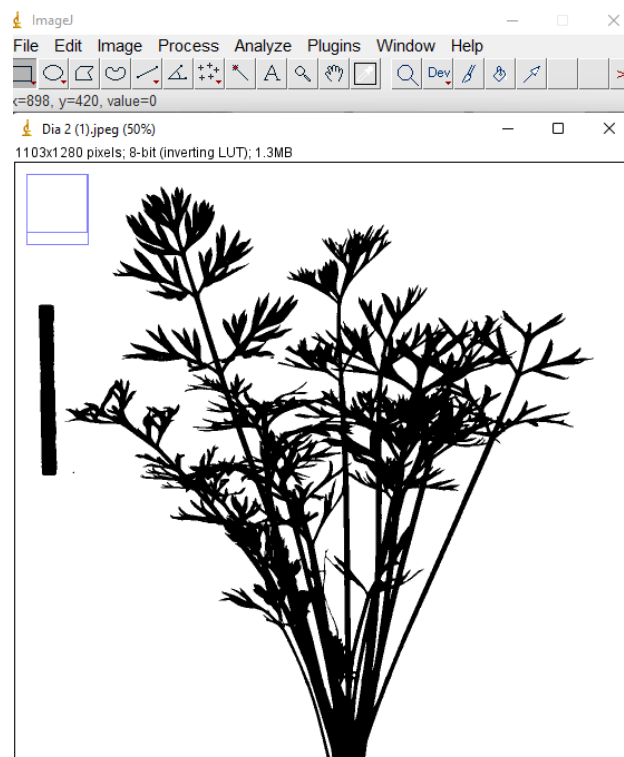 ImageJ
File Edit Image Process Analyze Plugins Window Help
A Dev
x=898, y=420, value=0
Dia 2 (1).jpeg (50%)
1103x1280 pixels; 8-bit (inverting LUT); 1.3MB